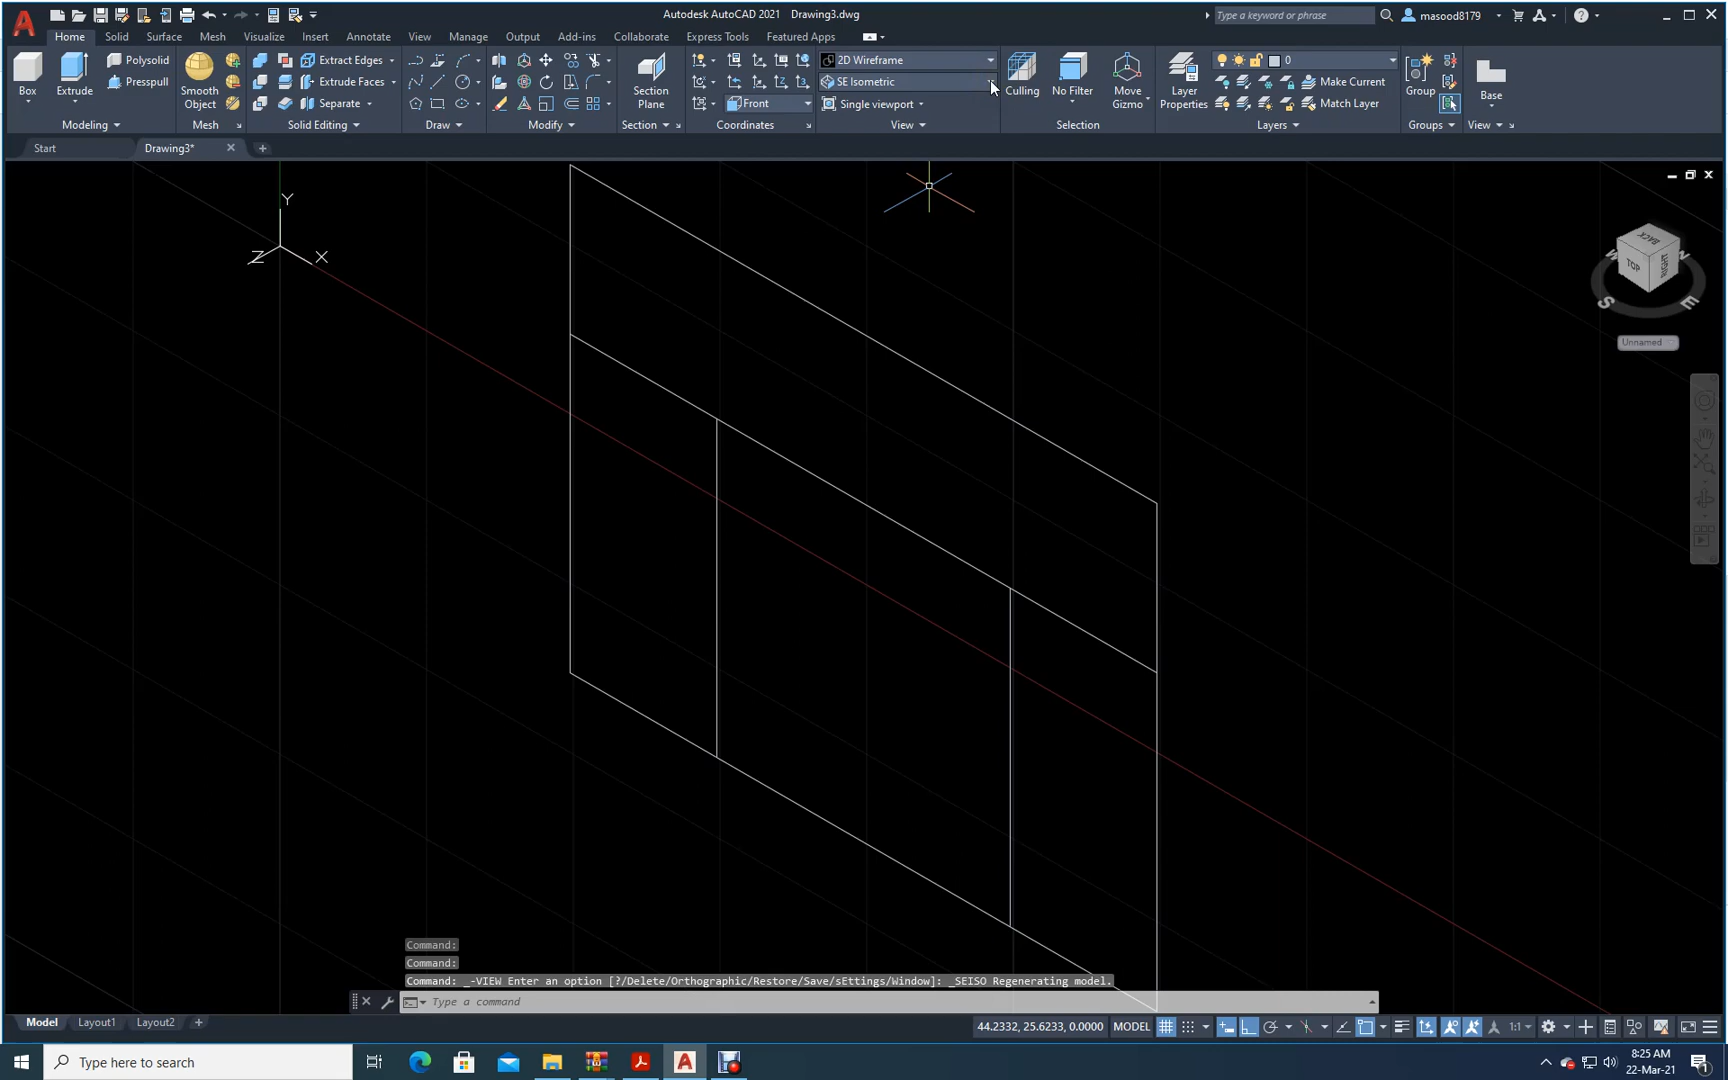 Autodesk AutoCAD 2021 Drawing3.dwg
Type a keyword or phrase
masood8179
Home Solid Surface Mesh Visualize Insert Annotate View Manage Output Add-ins Collaborate Express Tools Featured Apps
Box
Extrude
Polysolid
Presspull
Modeling
Smooth
Object
Mesh
Extract Edges
Extrude Faces
Separate
Solid Editing
Draw
Modify
Section
Plane
Section
Front
Coordinates
2D Wireframe
SE Isometric
Single viewport
View
Culling
No Filter
Move
Gizmo
Selection
Layer
Properties
0
Make Current
Match Layer
Layers
Group
Groups
Base
View
Start
Drawing3*
Y
Z
X
BACK
TOP
RIGHT
W
S
E
Unnamed
Command:
Command:
Command: _-VIEW Enter an option [?/Delete/Orthographic/Restore/Save/sEttings/Window]: _SEISO Regenerating model.
Type a command
Model Layout1 Layout2
44.2332, 25.6233, 0.0000 MODEL
1:1
Type here to search
8:25 AM
22-Mar-21
1